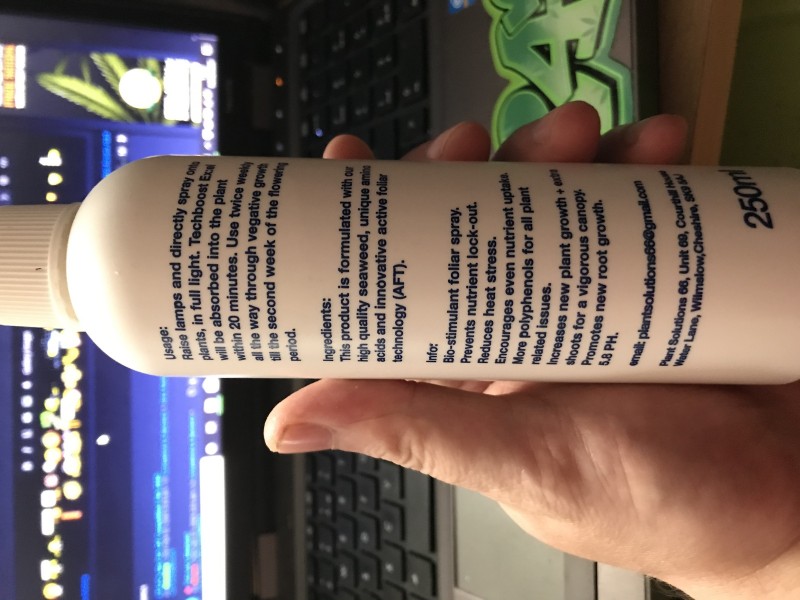 Usage:
Raise lamps and directly spray onto
plants, in full light. Techboost Excel
will be absorbed into the plant
within 20 minutes. Use twice weekly
all the way through vegative growth
till the second week of the flowering
period.
Ingredients:
This product is formulated with our
high quality seaweed, unique amino
acids and innovative active foliar
technology (AFT).
Info:
Bio-stimulant foliar spray.
Prevents nutrient lock-out.
Reduces heat stress.
Encourages even nutrient uptake.
More polyphenols for all plant
related issues.
Increases new plant growth + extra
shoots for a vigorous canopy.
Promotes new root growth.
5.8 PH.
email: plantsolutions66@gmail.com
Plant Solutions 66, Unit 69, Courthill House
Water Lane, Wilmslow,Cheshire, SK9 5AJ
250ml